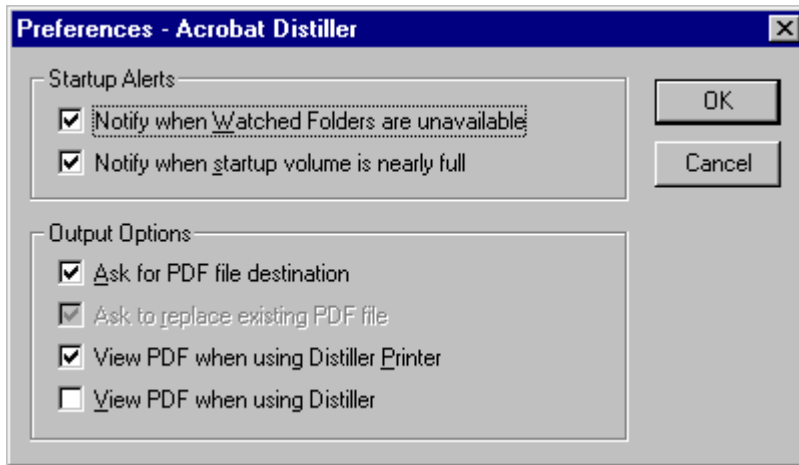 Preferences - Acrobat Distiller
Startup Alerts
Notify when Watched Folders are unavailable
Notify when startup volume is nearly full
OK
Cancel
Output Options
Ask for PDF file destination
Ask to replace existing PDF file
View PDF when using Distiller Printer
View PDF when using Distiller